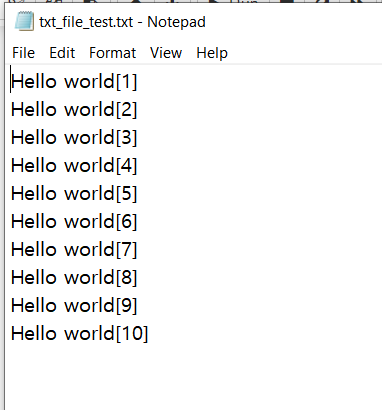 txt_file_test.txt - Notepad
File Edit Format View Help
Hello world[1]
Hello world[2]
Hello world[3]
Hello world[4]
Hello world[5]
Hello world[6]
Hello world[7]
Hello world[8]
Hello world[9]
Hello world[10]